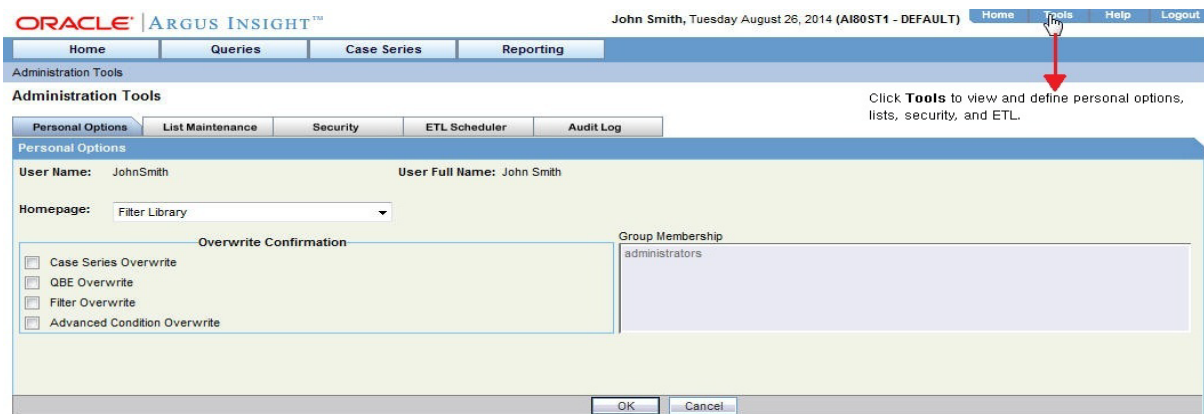 ORACLE® | ARGUS INSIGHT™
John Smith, Tuesday August 26, 2014 (AI80ST1 - DEFAULT)
Home Tools Help Logout
Home Queries Case Series Reporting
Administration Tools
Administration Tools
Click Tools to view and define personal options,
lists, security, and ETL.
Personal Options List Maintenance Security ETL Scheduler Audit Log
Personal Options
User Name: JohnSmith User Full Name: John Smith
Homepage: Filter Library
Overwrite Confirmation
Case Series Overwrite
QBE Overwrite
Filter Overwrite
Advanced Condition Overwrite
Group Membership
administrators
OK Cancel